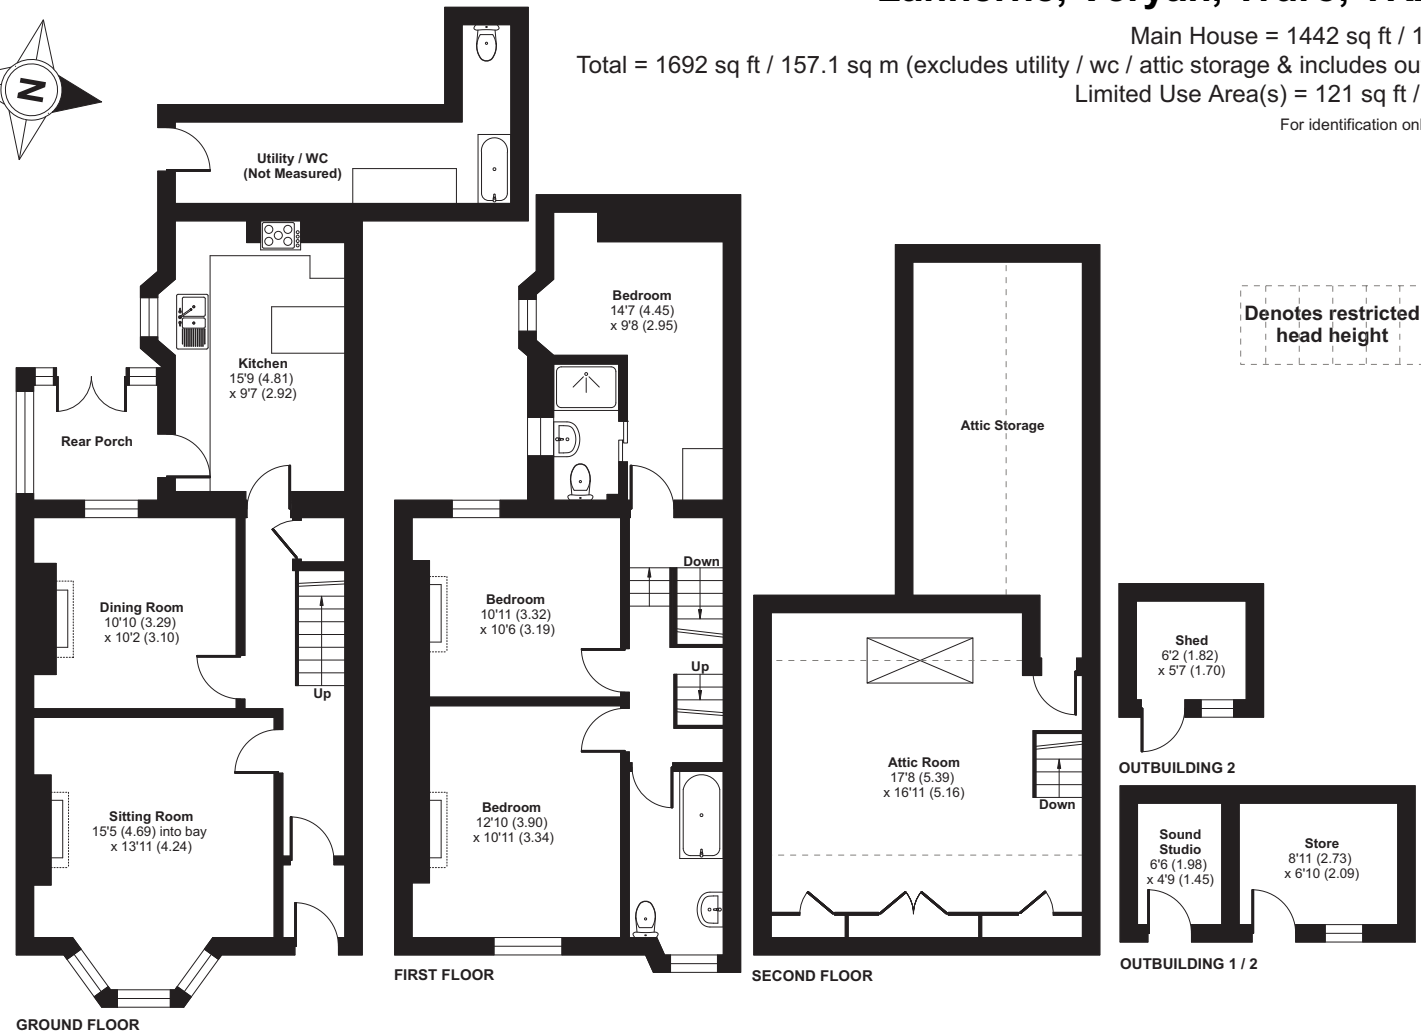 Main House = 1442 sq ft / 1
Total = 1692 sq ft / 157.1 sq m (excludes utility / wc / attic storage & includes ou
Limited Use Area(s) = 121 sq ft /
For identification onl
N
Utility / WC
(Not Measured)
Kitchen
15'9 (4.81)
x 9'7 (2.92)
Rear Porch
Dining Room
10'10 (3.29)
x 10'2 (3.10)
Up
Sitting Room
15'5 (4.69) into bay
x 13'11 (4.24)
GROUND FLOOR
Bedroom
14'7 (4.45)
x 9'8 (2.95)
Down
Bedroom
10'11 (3.32)
x 10'6 (3.19)
Up
Bedroom
12'10 (3.90)
x 10'11 (3.34)
FIRST FLOOR
Attic Storage
Attic Room
17'8 (5.39)
x 16'11 (5.16)
Down
SECOND FLOOR
Denotes restricted
head height
Shed
6'2 (1.82)
x 5'7 (1.70)
OUTBUILDING 2
Sound
Studio
6'6 (1.98)
x 4'9 (1.45)
Store
8'11 (2.73)
x 6'10 (2.09)
OUTBUILDING 1 / 2